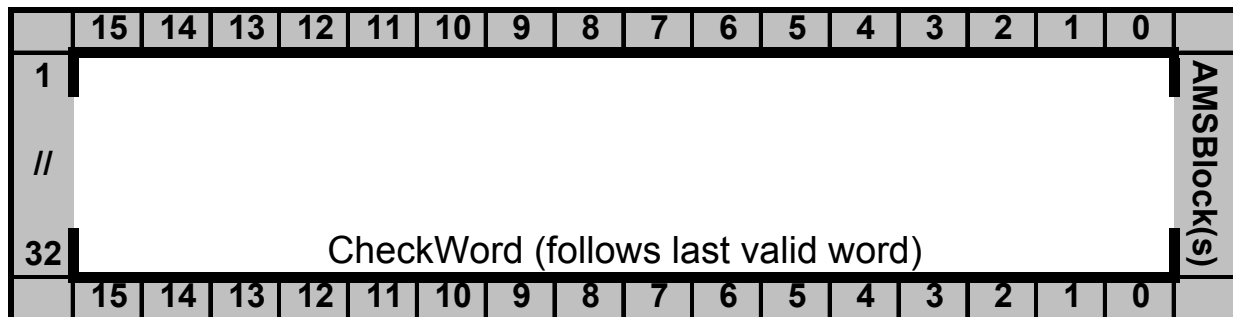 15 14 13 12 11 10 9 8 7 6 5 4 3 2 1 0
1
//
32
CheckWord (follows last valid word)
AMSBlock(s)
15 14 13 12 11 10 9 8 7 6 5 4 3 2 1 0